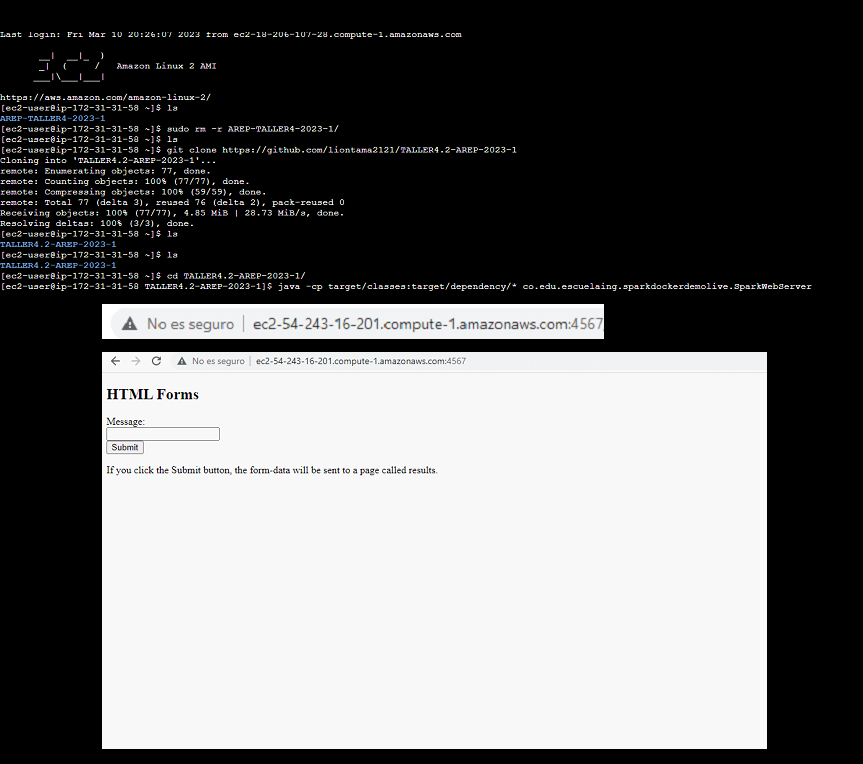 Last login: Fri Mar 10 20:26:07 2023 from ec2-18-206-107-28.compute-1.amazonaws.com
__|  __|_  )
_|  (     /   Amazon Linux 2 AMI
___|\___|___|
https://aws.amazon.com/amazon-linux-2/
[ec2-user@ip-172-31-31-58 ~]$ ls
AREP-TALLER4-2023-1
[ec2-user@ip-172-31-31-58 ~]$ sudo rm -r AREP-TALLER4-2023-1/
[ec2-user@ip-172-31-31-58 ~]$ ls
[ec2-user@ip-172-31-31-58 ~]$ git clone https://github.com/liontama2121/TALLER4.2-AREP-2023-1
Cloning into 'TALLER4.2-AREP-2023-1'...
remote: Enumerating objects: 77, done.
remote: Counting objects: 100% (77/77), done.
remote: Compressing objects: 100% (59/59), done.
remote: Total 77 (delta 3), reused 76 (delta 2), pack-reused 0
Receiving objects: 100% (77/77), 4.85 MiB | 28.73 MiB/s, done.
Resolving deltas: 100% (3/3), done.
[ec2-user@ip-172-31-31-58 ~]$ ls
TALLER4.2-AREP-2023-1
[ec2-user@ip-172-31-31-58 ~]$ ls
TALLER4.2-AREP-2023-1
[ec2-user@ip-172-31-31-58 ~]$ cd TALLER4.2-AREP-2023-1/
[ec2-user@ip-172-31-31-58 TALLER4.2-AREP-2023-1]$ java -cp target/classes:target/dependency/* co.edu.escuelaing.sparkdockerdemolive.SparkWebServer
No es seguro | ec2-54-243-16-201.compute-1.amazonaws.com:4567
No es seguro | ec2-54-243-16-201.compute-1.amazonaws.com:4567
HTML Forms
Message:
Submit
If you click the Submit button, the form-data will be sent to a page called results.